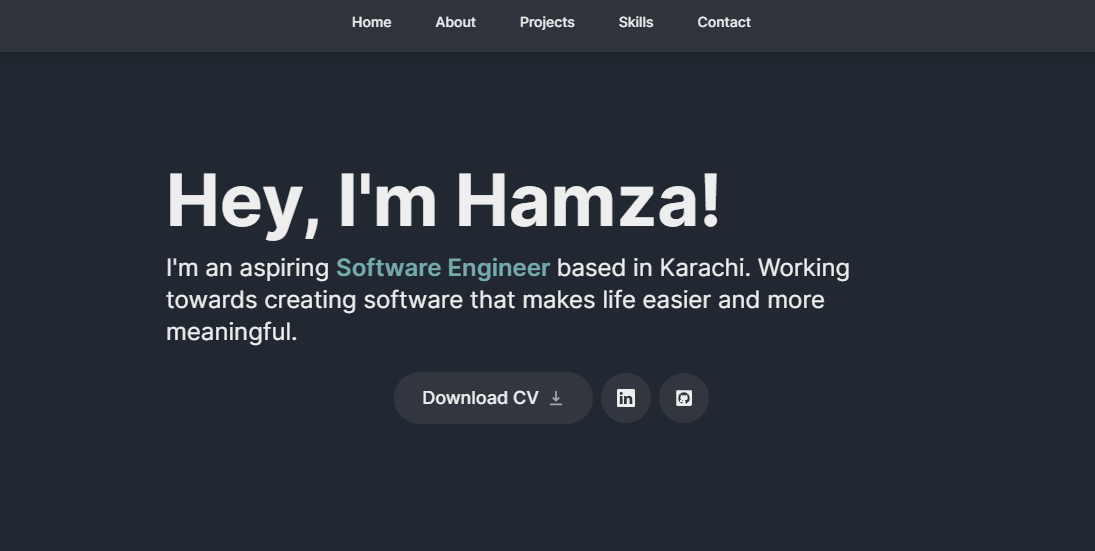 Home About Projects Skills Contact
Hey, I'm Hamza!
I'm an aspiring Software Engineer based in Karachi. Working
towards creating software that makes life easier and more
meaningful.
Download CV in